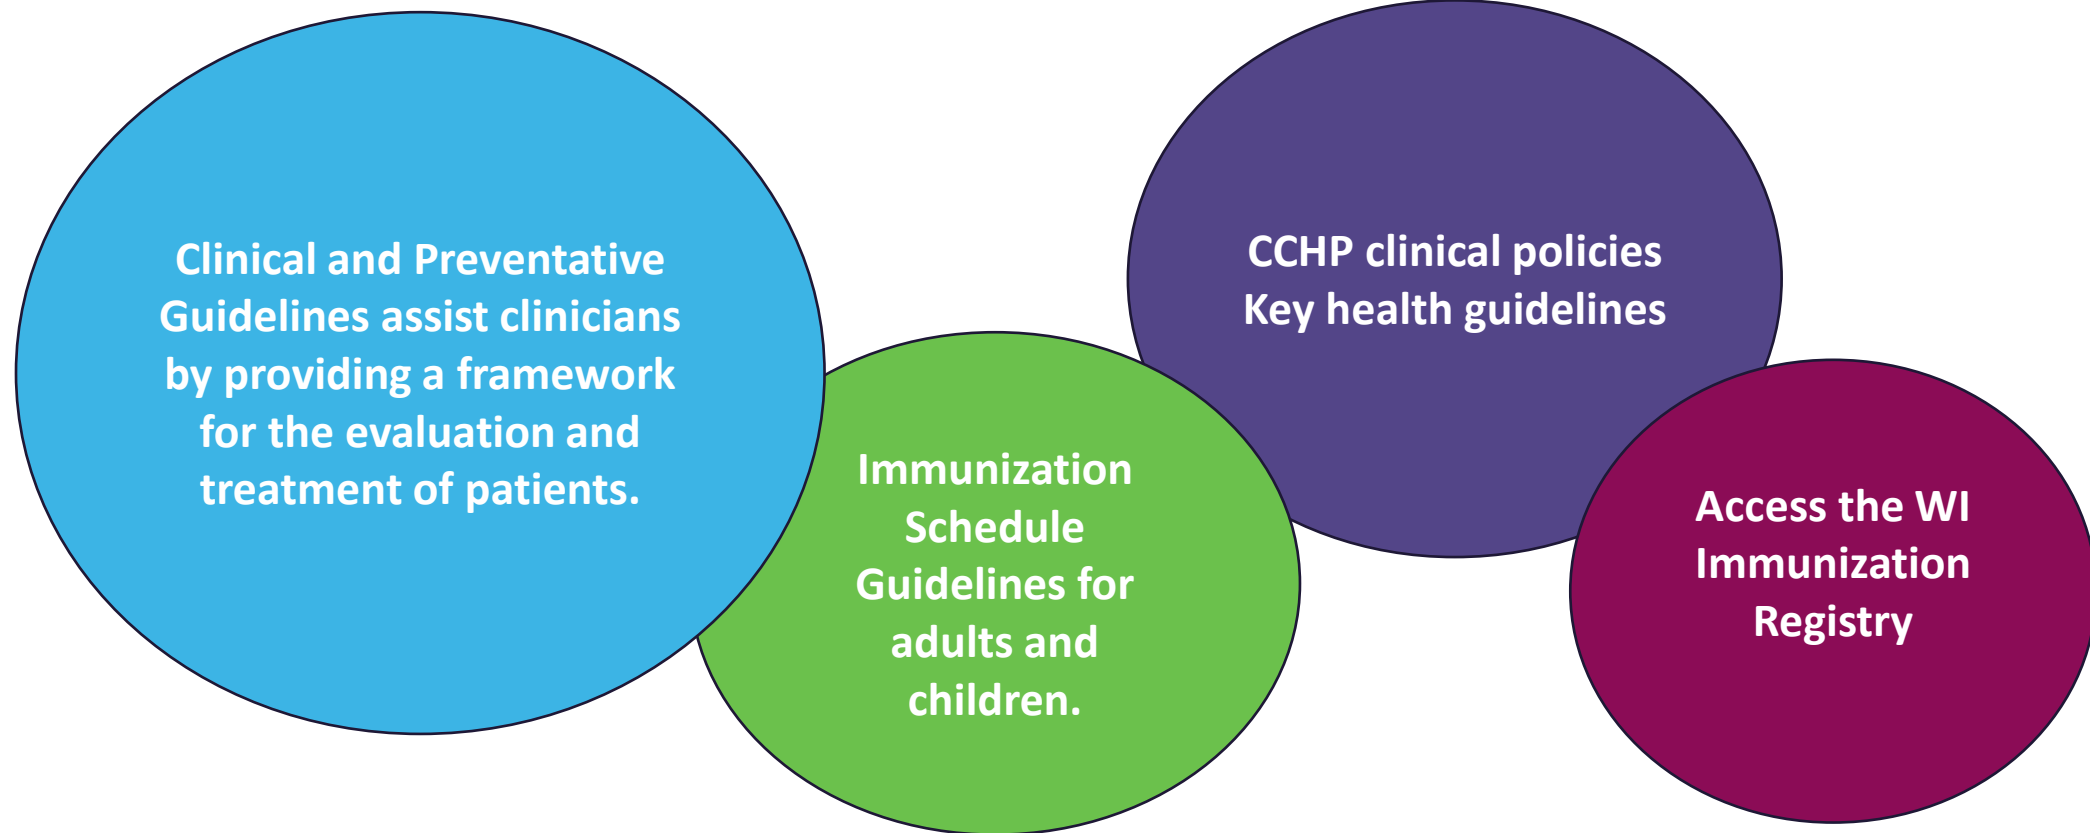 Clinical and Preventative
Guidelines assist clinicians
by providing a framework
for the evaluation and
treatment of patients.
Immunization
Schedule
Guidelines for
adults and
children.
CCHP clinical policies
Key health guidelines
Access the WI
Immunization
Registry